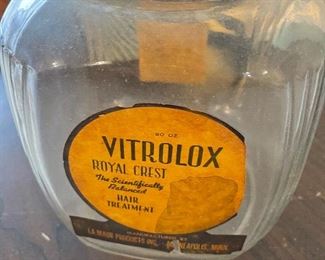 80 OZ.
VITROLOX
ROYAL CREST
The Scientifically
Balanced
HAIR
TREATMENT
MANUFACTURED BY
LA MAUR PRODUCTS INC. MINNEAPOLIS, MINN.